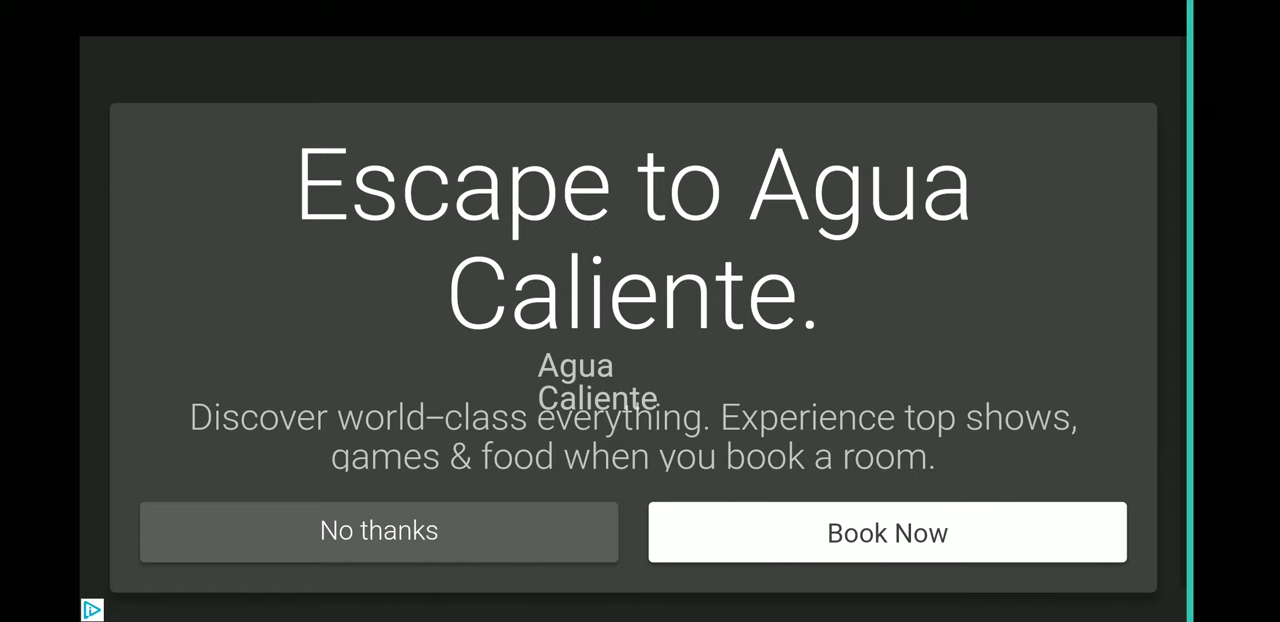 Escape to Agua
Caliente.
Agua
Caliente
Discover world–class everything. Experience top shows,
games & food when you book a room.
No thanks
Book Now